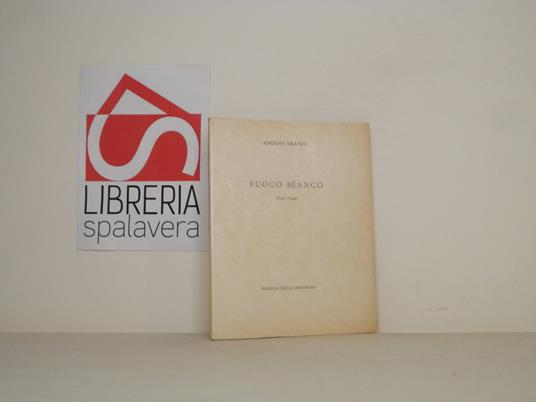 LIBRERIA
spalavera
ADRIANO GRANDE
FUOCO BIANCO